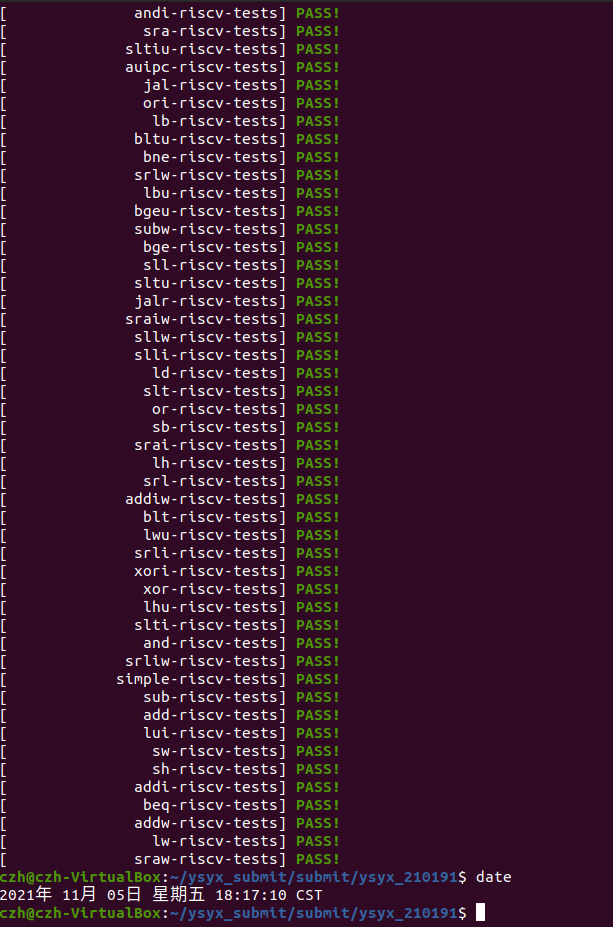 [ andi-riscv-tests] PASS!
[ sra-riscv-tests] PASS!
[ sltiu-riscv-tests] PASS!
[ auipc-riscv-tests] PASS!
[ jal-riscv-tests] PASS!
[ ori-riscv-tests] PASS!
[ lb-riscv-tests] PASS!
[ bltu-riscv-tests] PASS!
[ bne-riscv-tests] PASS!
[ srlw-riscv-tests] PASS!
[ lbu-riscv-tests] PASS!
[ bgeu-riscv-tests] PASS!
[ subw-riscv-tests] PASS!
[ bge-riscv-tests] PASS!
[ sll-riscv-tests] PASS!
[ sltu-riscv-tests] PASS!
[ jalr-riscv-tests] PASS!
[ sraiw-riscv-tests] PASS!
[ sllw-riscv-tests] PASS!
[ slli-riscv-tests] PASS!
[ ld-riscv-tests] PASS!
[ slt-riscv-tests] PASS!
[ or-riscv-tests] PASS!
[ sb-riscv-tests] PASS!
[ srai-riscv-tests] PASS!
[ lh-riscv-tests] PASS!
[ srl-riscv-tests] PASS!
[ addiw-riscv-tests] PASS!
[ blt-riscv-tests] PASS!
[ lwu-riscv-tests] PASS!
[ srli-riscv-tests] PASS!
[ xori-riscv-tests] PASS!
[ xor-riscv-tests] PASS!
[ lhu-riscv-tests] PASS!
[ slti-riscv-tests] PASS!
[ and-riscv-tests] PASS!
[ srliw-riscv-tests] PASS!
[ simple-riscv-tests] PASS!
[ sub-riscv-tests] PASS!
[ add-riscv-tests] PASS!
[ lui-riscv-tests] PASS!
[ sw-riscv-tests] PASS!
[ sh-riscv-tests] PASS!
[ addi-riscv-tests] PASS!
[ beq-riscv-tests] PASS!
[ addw-riscv-tests] PASS!
[ lw-riscv-tests] PASS!
[ sraw-riscv-tests] PASS!
czh@czh-VirtualBox:~/ysyx_submit/submit/ysyx_210191$ date
2021年 11月 05日 星期五 18:17:10 CST
czh@czh-VirtualBox:~/ysyx_submit/submit/ysyx_210191$